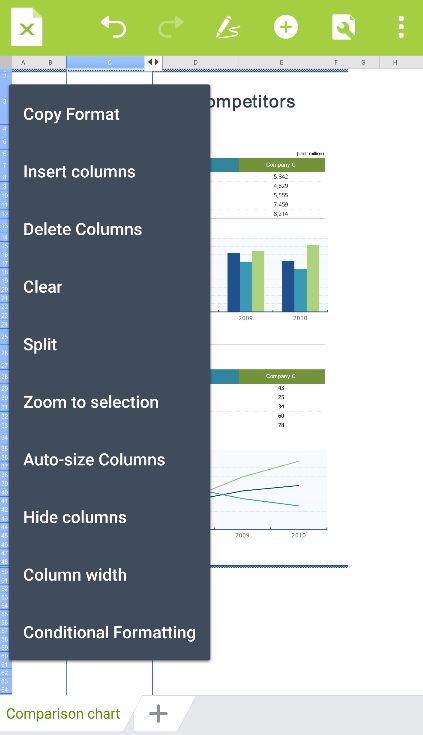 A B C D E F G H
ompetitors
Copy Format
Insert columns
Delete Columns
Clear
Split
Zoom to selection
Auto-size Columns
Hide columns
Column width
Conditional Formatting
Company C
5,842
4,829
5,555
7,459
8,214
2009 2010
Company C
43
25
34
60
78
2009 2010
Comparison chart